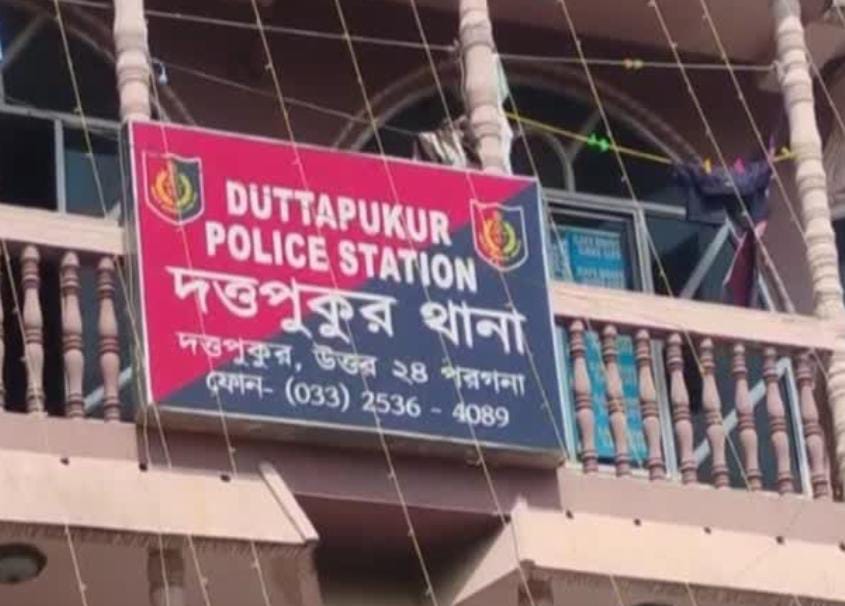 DUTTAPUKUR
POLICE STATION
দত্তপুকুর থানা
দত্তপুকুর, উত্তর ২৪ পরগনা
ফোন- (033) 2536 - 4089